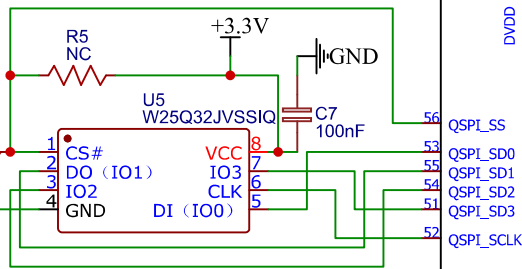 +3.3V
DVDD
R5
NC
GND
U5
W25Q32JVSSIQ
C7
100nF
1 CS#
2 DO（IO1）
3 IO2
4 GND
VCC 8
IO3 7
CLK 6
DI（IO0） 5
56 QSPI_SS
53 QSPI_SD0
55 QSPI_SD1
54 QSPI_SD2
51 QSPI_SD3
52 QSPI_SCLK